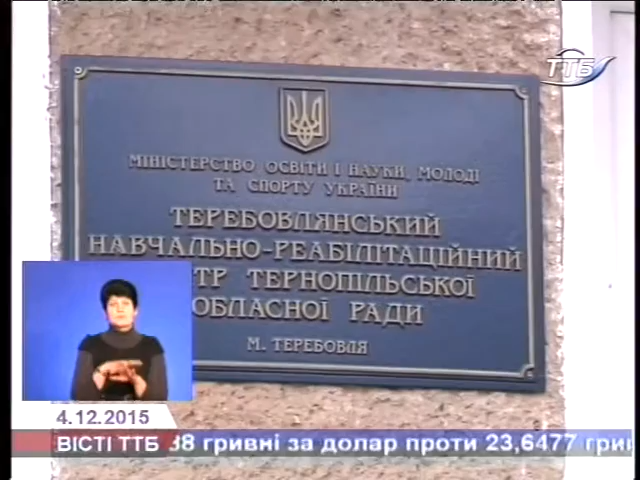 ТТБ
МІНІСТЕРСТВО ОСВІТИ І НАУКИ, МОЛОДІ
ТА СПОРТУ УКРАЇНИ
ТЕРЕБОВЛЯНСЬКИЙ
НАВЧАЛЬНО-РЕАБІЛІТАЦІЙНИЙ
ТЕРНОПІЛЬСЬКОЇ
ОБЛАСНОЇ РАДИ
М. ТЕРЕБОВЛЯ
4.12.2015
ВІСТІ ТТБ 38 гривні за долар проти 23,6477 грив